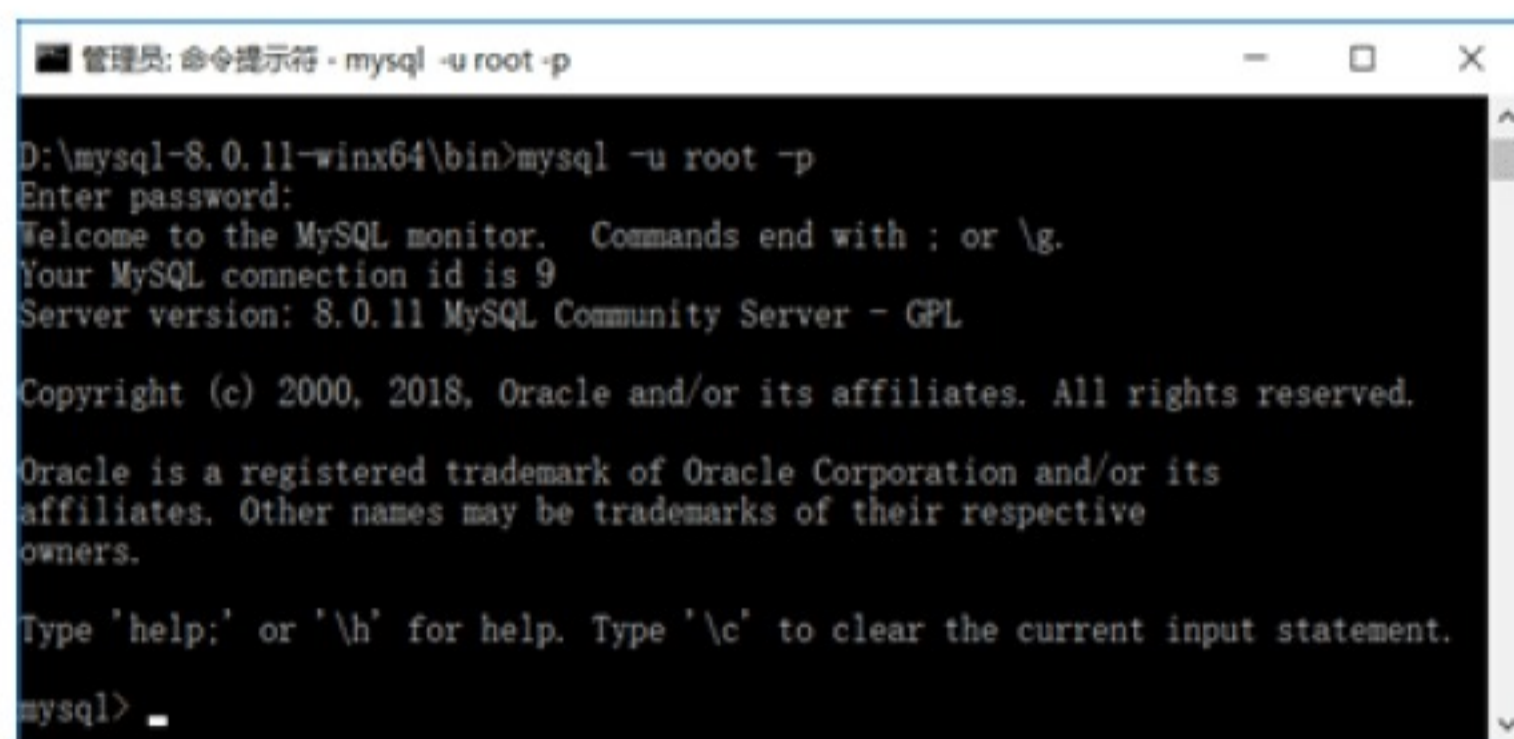 管理员: 命令提示符 - mysql -u root -p
D:\mysql-8.0.11-winx64\bin>mysql -u root -p
Enter password:
Welcome to the MySQL monitor.  Commands end with ; or \g.
Your MySQL connection id is 9
Server version: 8.0.11 MySQL Community Server - GPL
Copyright (c) 2000, 2018, Oracle and/or its affiliates. All rights reserved.
Oracle is a registered trademark of Oracle Corporation and/or its
affiliates. Other names may be trademarks of their respective
owners.
Type 'help;' or '\h' for help. Type '\c' to clear the current input statement.
mysql>